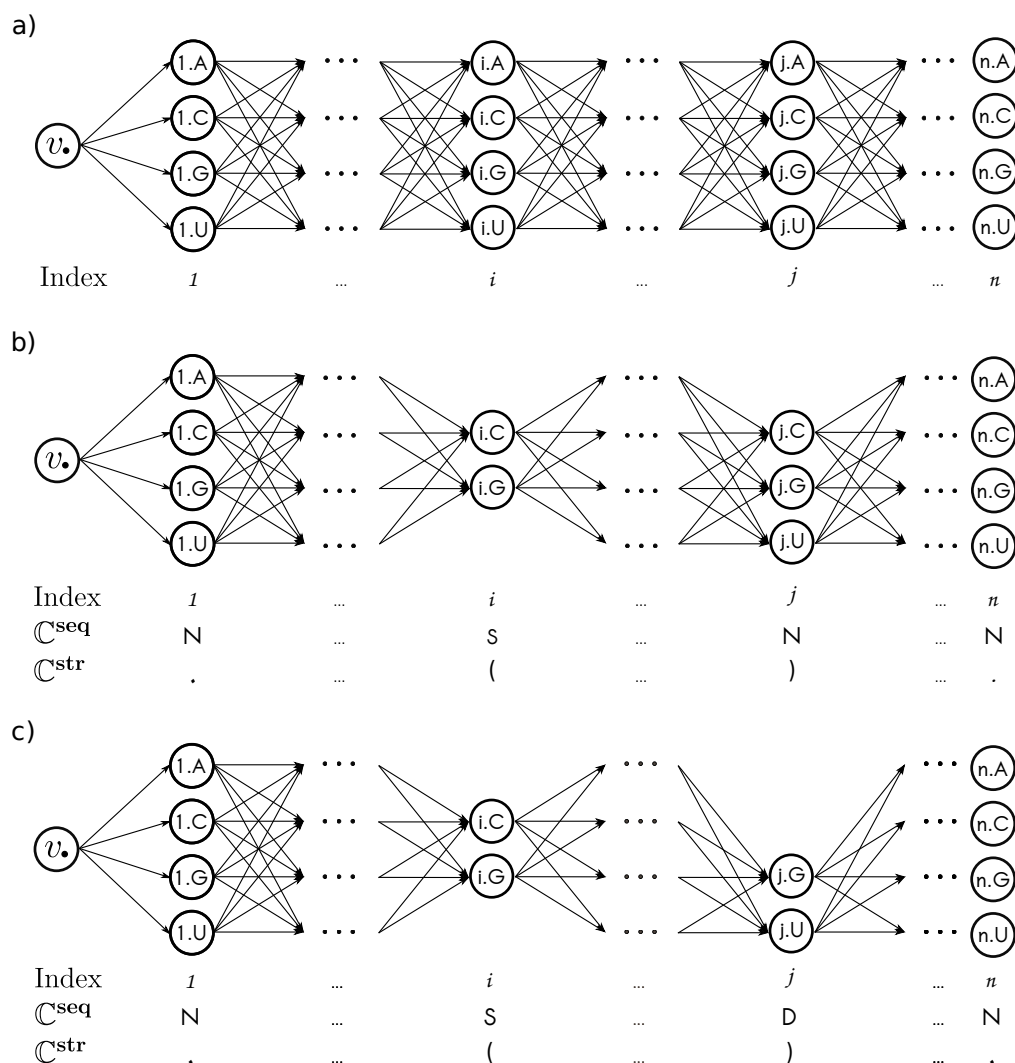 a)
1.A ... i.A ... j.A ... n.A
1.C ... i.C ... j.C ... n.C
v•
1.G ... i.G ... j.G ... n.G
1.U ... i.U ... j.U ... n.U
Index 1 ... i ... j ... n
b)
1.A ... ... ... n.A
1.C ... i.C ... j.C ... n.C
v•
1.G ... i.G ... j.G ... n.G
1.U ... ... j.U ... n.U
Index 1 ... i ... j ... n
ℂseq N ... S ... N ... N
ℂstr . ... ( ... ) ... .
c)
1.A ... ... ... n.A
1.C ... i.C ... ... n.C
v•
1.G ... i.G ... j.G ... n.G
1.U ... ... j.U ... n.U
Index 1 ... i ... j ... n
ℂseq N ... S ... D ... N
ℂstr . ... ( ... ) ... .